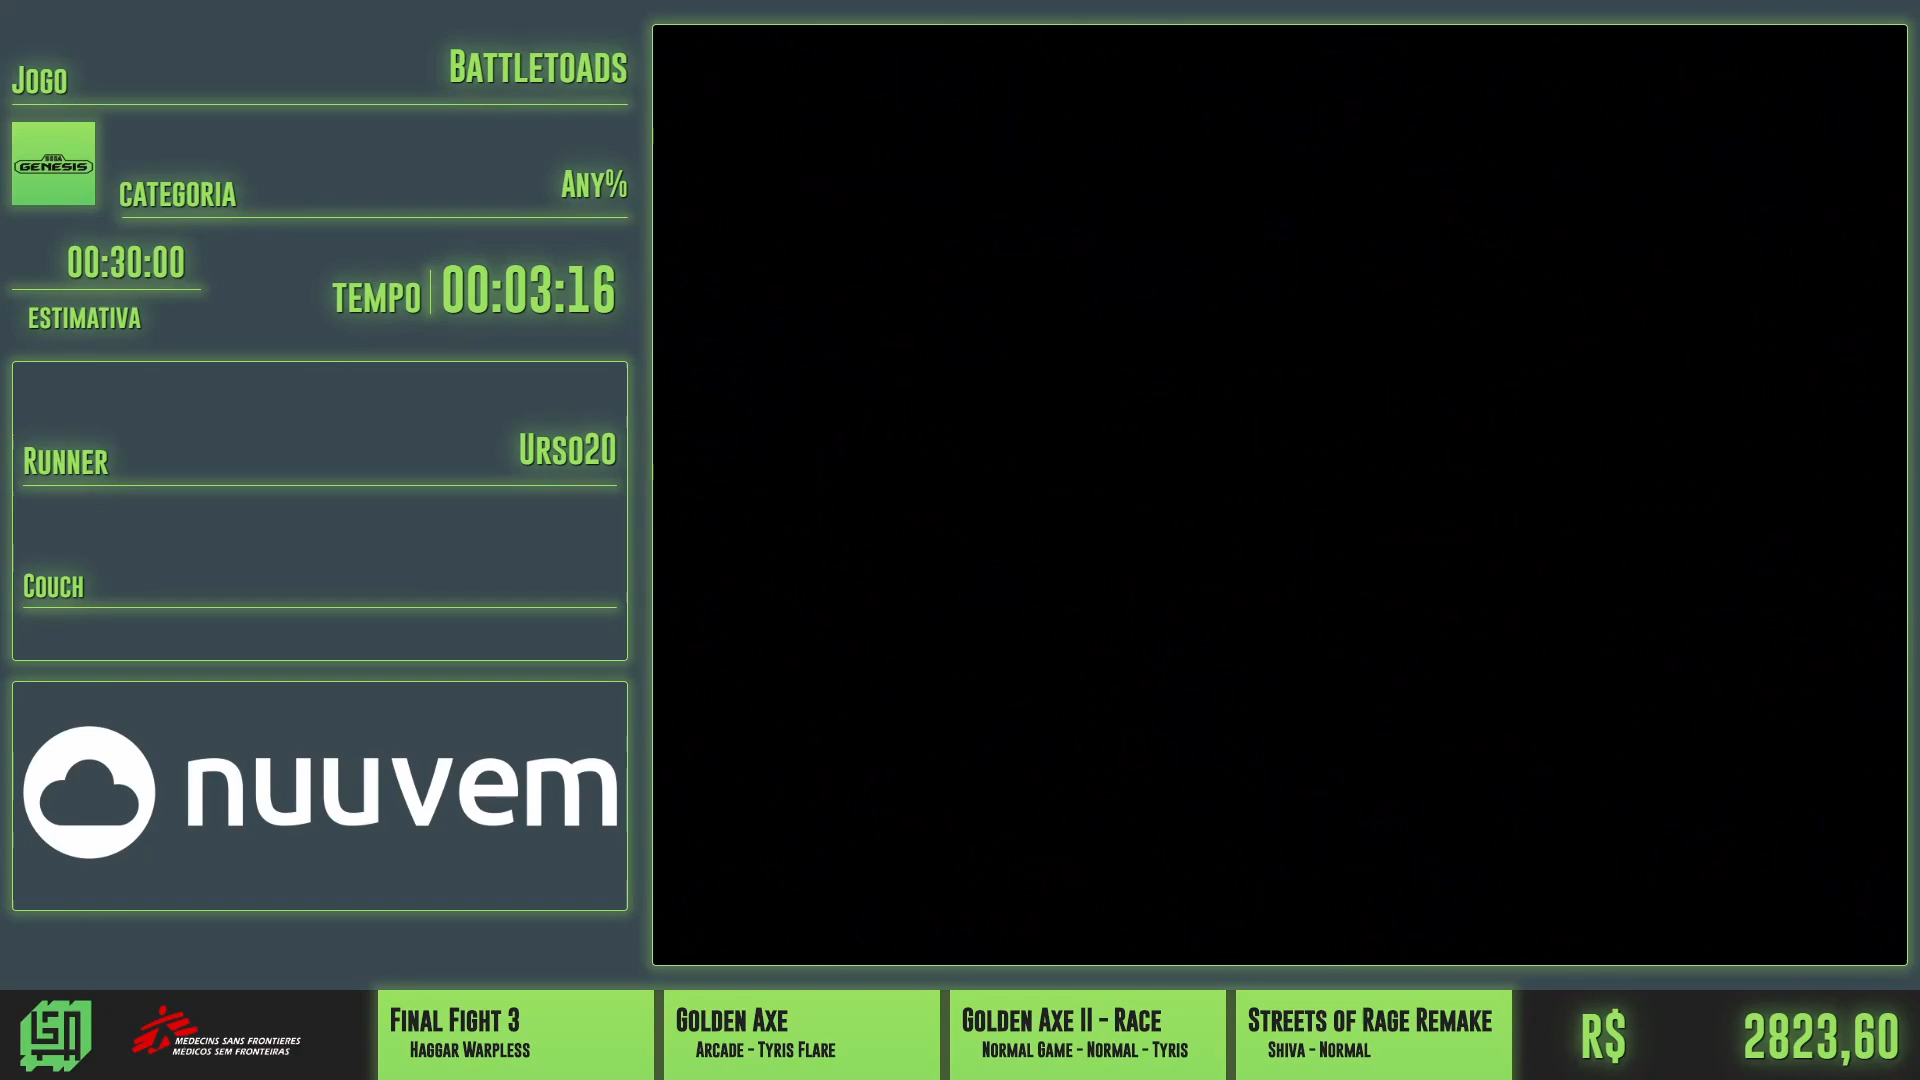 Jogo
Battletoads
SEGA
GENESIS
CATEGORIA
Any%
00:30:00
ESTIMATIVA
TEMPO
00:03:16
Runner
Urso20
Couch
nuuvem
MEDECINS SANS FRONTIERES
MÉDICOS SEM FRONTEIRAS
Final Fight 3
Haggar Warpless
Golden Axe
Arcade - Tyris Flare
Golden Axe II - Race
Normal Game - Normal - Tyris
Streets of Rage Remake
Shiva - Normal
R$ 2823,60